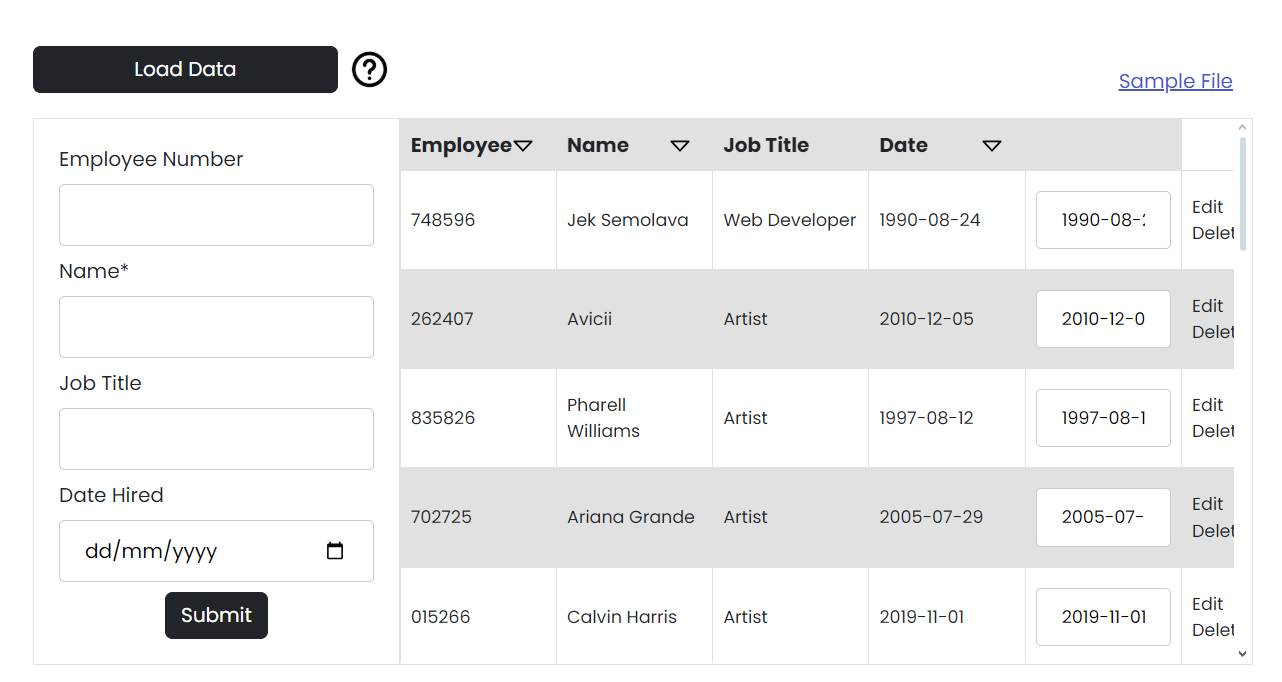 Load Data
?
Sample File
Employee Number
Name*
Job Title
Date Hired
dd/mm/yyyy
Submit
Employee Name Job Title Date
748596 Jek Semolava Web Developer 1990-08-24 1990-08-2 Edit
Delet
262407 Avicii Artist 2010-12-05 2010-12-0 Edit
Delet
835826 Pharell Williams Artist 1997-08-12 1997-08-1 Edit
Delet
702725 Ariana Grande Artist 2005-07-29 2005-07- Edit
Delet
015266 Calvin Harris Artist 2019-11-01 2019-11-01 Edit
Delet